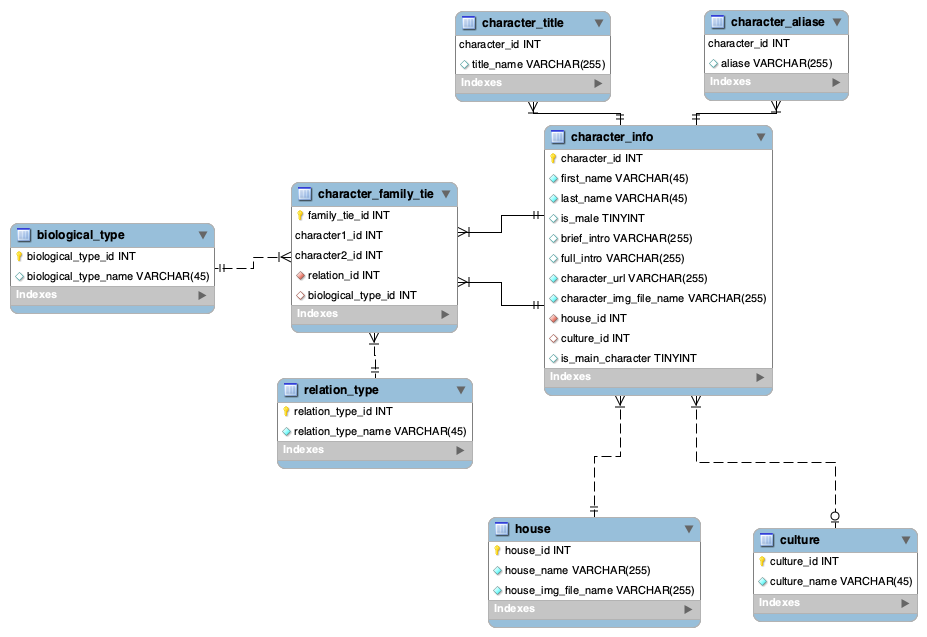 character_title
character_id INT
title_name VARCHAR(255)
Indexes
character_aliase
character_id INT
aliase VARCHAR(255)
Indexes
character_info
character_id INT
first_name VARCHAR(45)
last_name VARCHAR(45)
is_male TINYINT
brief_intro VARCHAR(255)
full_intro VARCHAR(255)
character_url VARCHAR(255)
character_img_file_name VARCHAR(255)
house_id INT
culture_id INT
is_main_character TINYINT
Indexes
character_family_tie
family_tie_id INT
character1_id INT
character2_id INT
relation_id INT
biological_type_id INT
Indexes
biological_type
biological_type_id INT
biological_type_name VARCHAR(45)
Indexes
relation_type
relation_type_id INT
relation_type_name VARCHAR(45)
Indexes
house
house_id INT
house_name VARCHAR(255)
house_img_file_name VARCHAR(255)
Indexes
culture
culture_id INT
culture_name VARCHAR(45)
Indexes